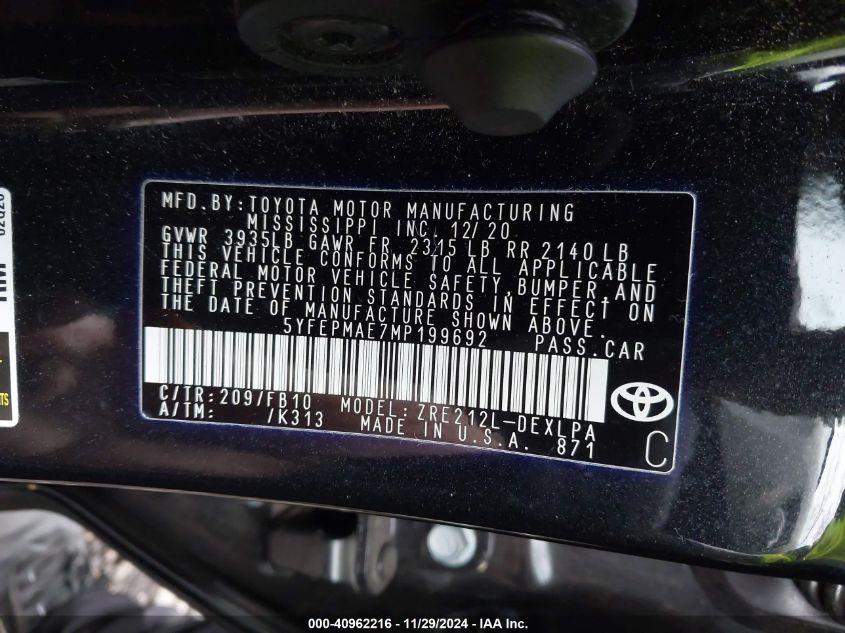 MFD. BY: TOYOTA MOTOR MANUFACTURING
MISSISSIPPI INC. 12/20
GVWR 3935LB GAWR FR 2315 LB RR 2140LB
THIS VEHICLE CONFORMS TO ALL APPLICABLE
FEDERAL MOTOR VEHICLE SAFETY, BUMPER, AND
THEFT PREVENTION STANDARDS IN EFFECT ON
THE DATE OF MANUFACTURE SHOWN ABOVE.
5YFEPMAE7MP199692 PASS. CAR
C/TR: 209/FB10 MODEL: ZRE212L-DEXLPA
A/TM: /K313 MADE IN U.S.A. 871
C
000-40962216 - 11/29/2024 - IAA Inc.